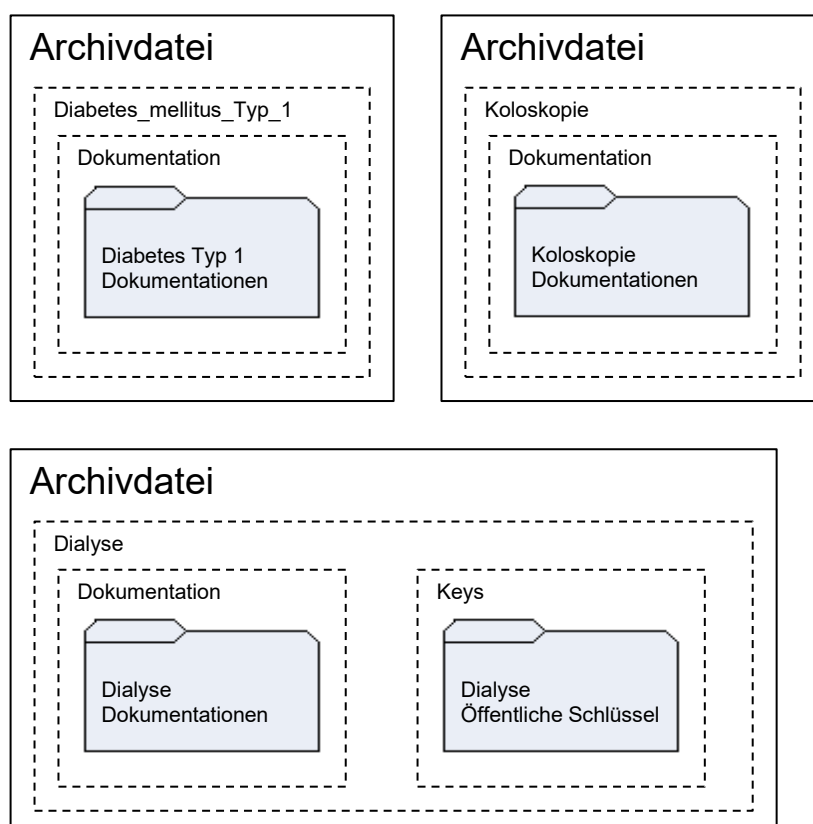 Archivdatei
Diabetes_mellitus_Typ_1
Dokumentation
Diabetes Typ 1
Dokumentationen
Archivdatei
Koloskopie
Dokumentation
Koloskopie
Dokumentationen
Archivdatei
Dialyse
Dokumentation
Dialyse
Dokumentationen
Keys
Dialyse
Öffentliche Schlüssel